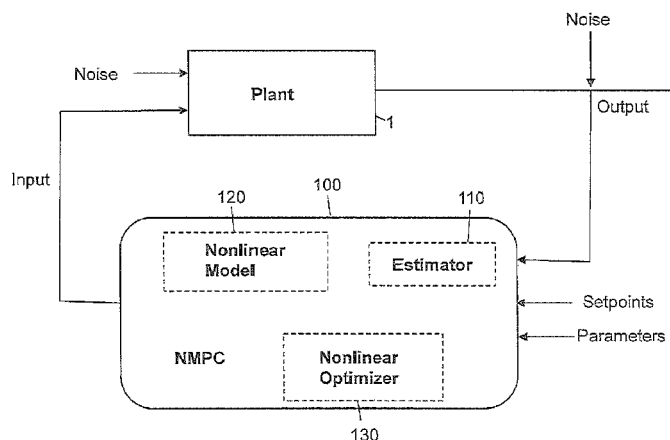 Noise
Noise
Plant
1
Output
Input
120
100
110
Nonlinear
Model
Estimator
Setpoints
Parameters
NMPC
Nonlinear
Optimizer
130